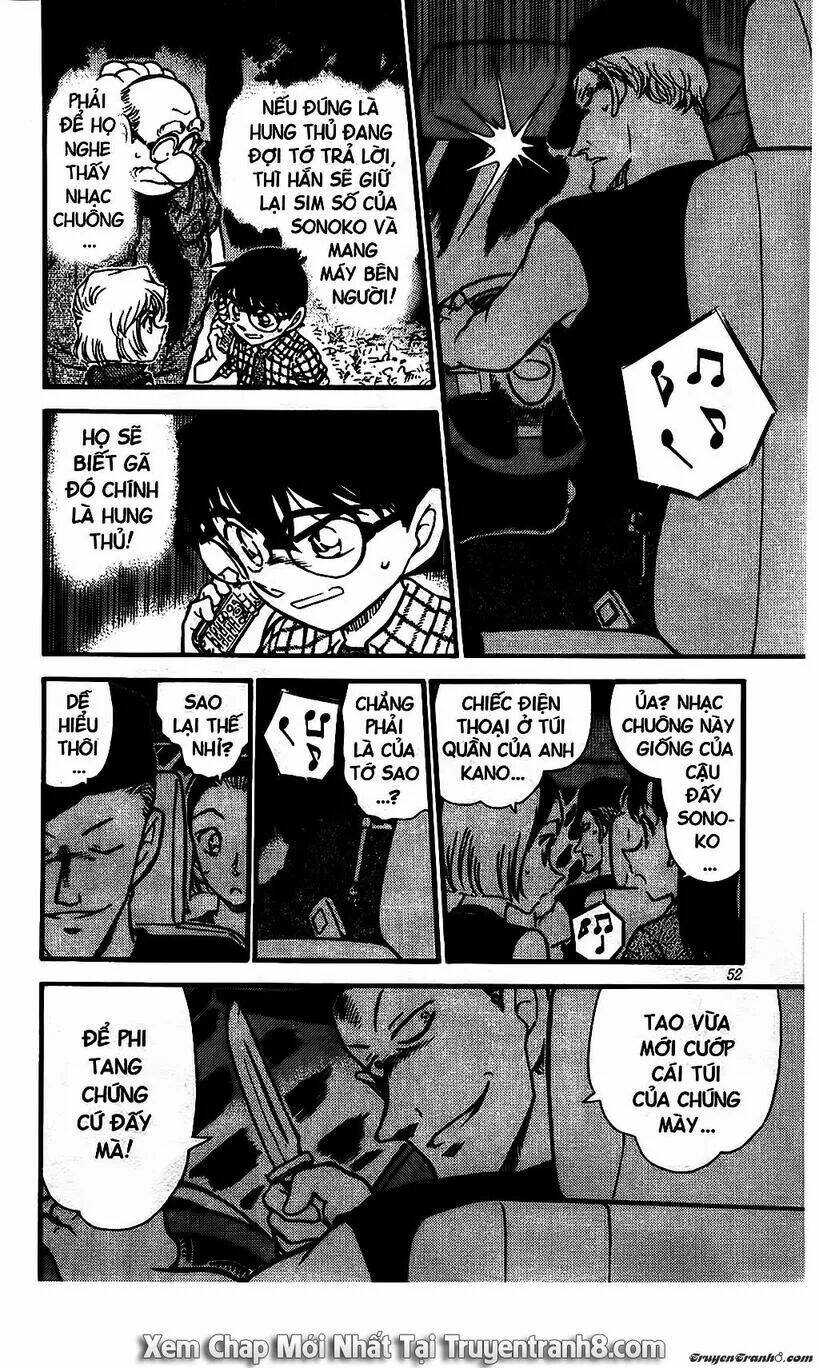 NẾU ĐÚNG LÀ
HUNG THỦ ĐANG
ĐỢI TỚ TRẢ LỜI,
THÌ HẮN SẼ GIỮ
LẠI SIM SỐ CỦA
SONOKO VÀ
MANG
MÁY BÊN
NGƯỜI!
PHẢI
ĐỂ HỌ
NGHE
THẤY
NHẠC
CHUÔNG
...
HỌ SẼ
BIẾT GÃ
ĐÓ CHÍNH
LÀ HUNG
THỦ!
ỦA? NHẠC
CHUÔNG NÀY
GIỐNG CỦA
CẬU
ĐẤY
SONO-
KO
...
CHIẾC ĐIỆN
THOẠI Ở TÚI
QUẦN CỦA ANH
KANO...
CHẲNG
PHẢI
LÀ CỦA
TỚ SAO
...?
SAO
LẠI THẾ
NHỈ?
DỄ
HIỂU
THÔI
...
52
TAO VỪA
MỚI CƯỚP
CÁI TÚI
CỦA CHÚNG
MÀY...
ĐỂ PHI
TANG
CHỨNG
CỨ ĐẤY
MÀ!
Xem Chap Mới Nhất Tại Truyentranh8.com
TruyenTranh8.com